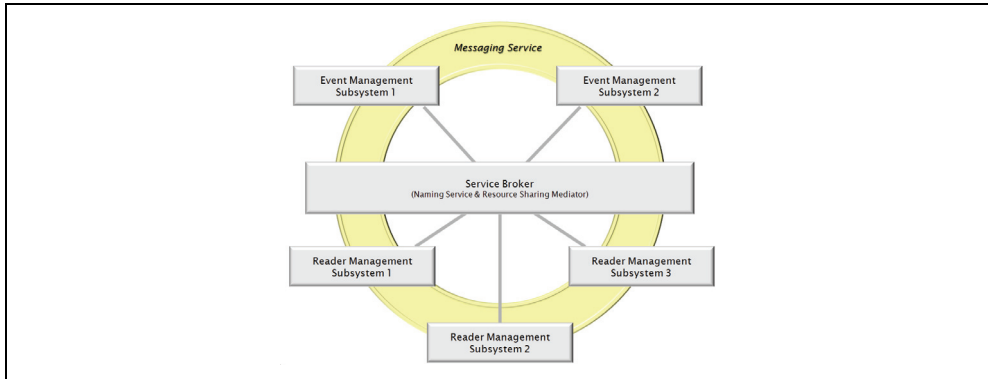 Messaging Service
Event Management
Subsystem 1
Event Management
Subsystem 2
Service Broker
(Naming Service & Resource Sharing Mediator)
Reader Management
Subsystem 1
Reader Management
Subsystem 3
Reader Management
Subsystem 2